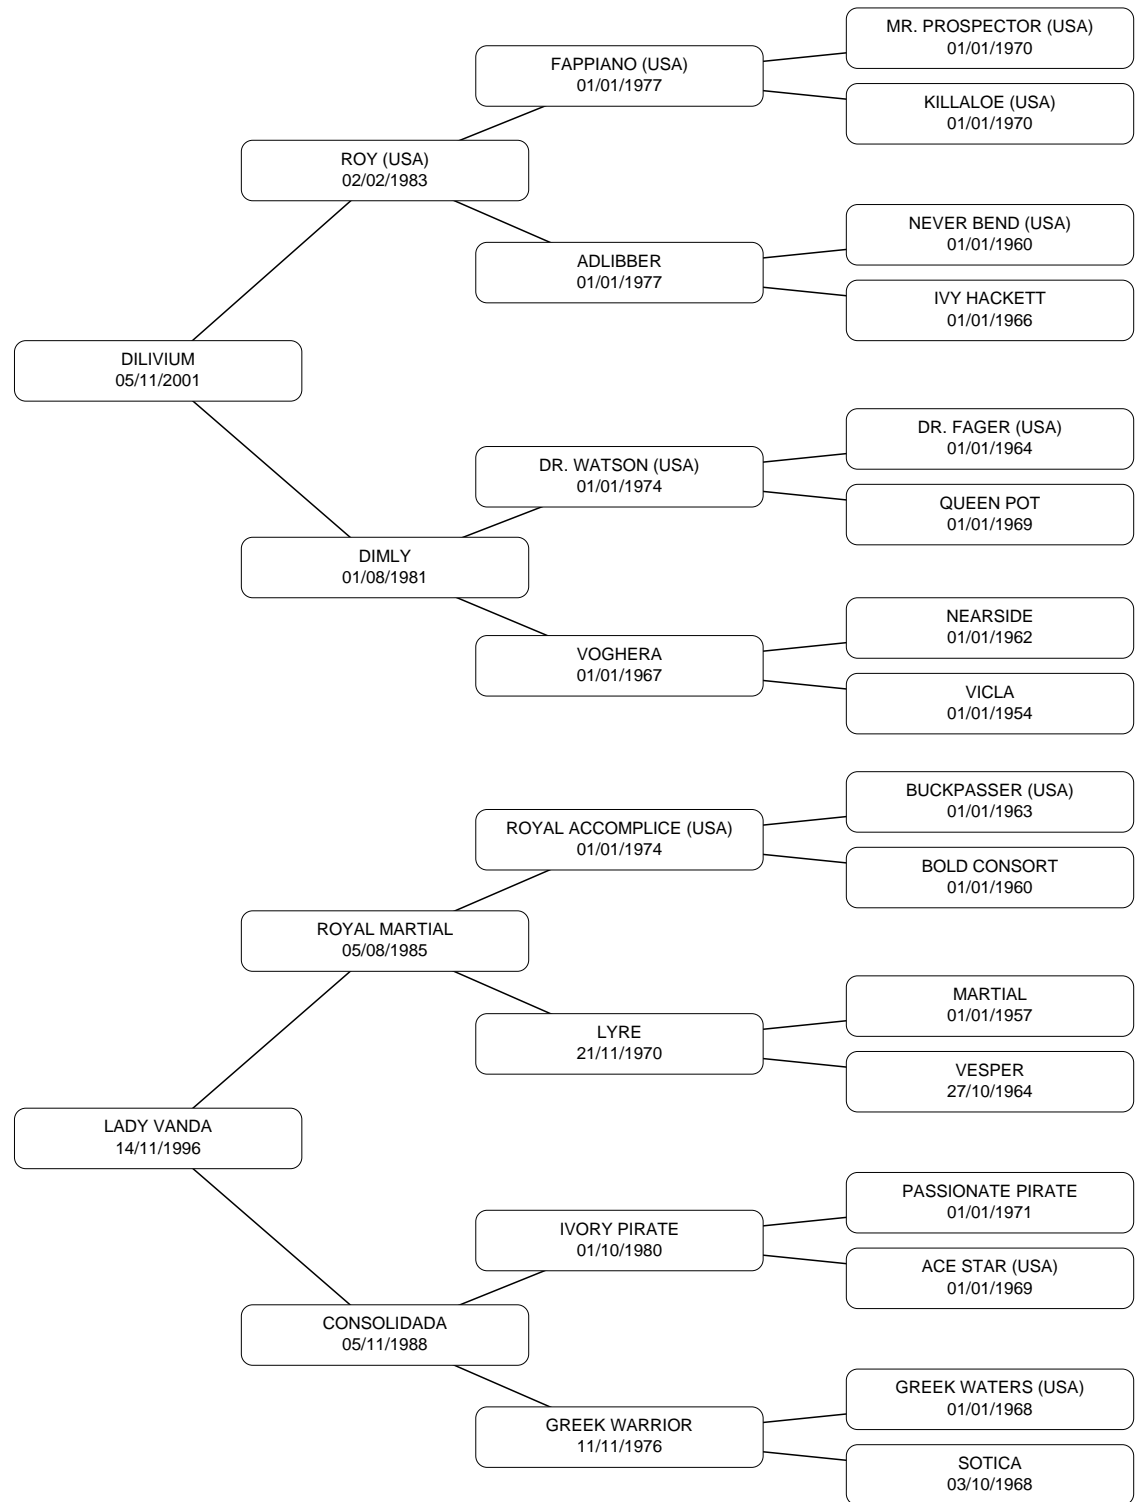 MR. PROSPECTOR (USA)
01/01/1970
FAPPIANO (USA)
01/01/1977
KILLALOE (USA)
01/01/1970
ROY (USA)
02/02/1983
NEVER BEND (USA)
01/01/1960
ADLIBBER
01/01/1977
IVY HACKETT
01/01/1966
DILIVIUM
05/11/2001
DR. FAGER (USA)
01/01/1964
DR. WATSON (USA)
01/01/1974
QUEEN POT
01/01/1969
DIMLY
01/08/1981
NEARSIDE
01/01/1962
VOGHERA
01/01/1967
VICLA
01/01/1954
BUCKPASSER (USA)
01/01/1963
ROYAL ACCOMPLICE (USA)
01/01/1974
BOLD CONSORT
01/01/1960
ROYAL MARTIAL
05/08/1985
MARTIAL
01/01/1957
LYRE
21/11/1970
VESPER
27/10/1964
LADY VANDA
14/11/1996
PASSIONATE PIRATE
01/01/1971
IVORY PIRATE
01/10/1980
ACE STAR (USA)
01/01/1969
CONSOLIDADA
05/11/1988
GREEK WATERS (USA)
01/01/1968
GREEK WARRIOR
11/11/1976
SOTICA
03/10/1968